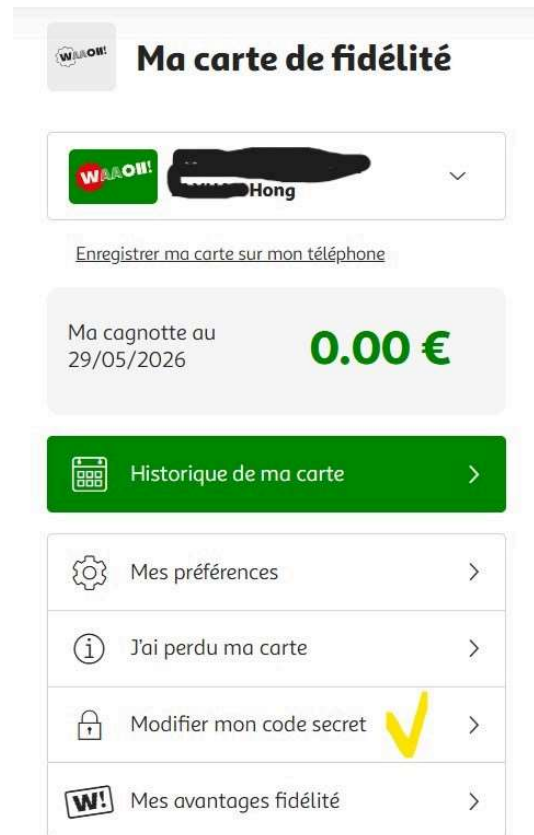 WAAOH!
Ma carte de fidélité
WAAOH!
Hong
Enregistrer ma carte sur mon téléphone
Ma cagnotte au
29/05/2026
0.00 €
Historique de ma carte
Mes préférences
J'ai perdu ma carte
Modifier mon code secret
W!
Mes avantages fidélité